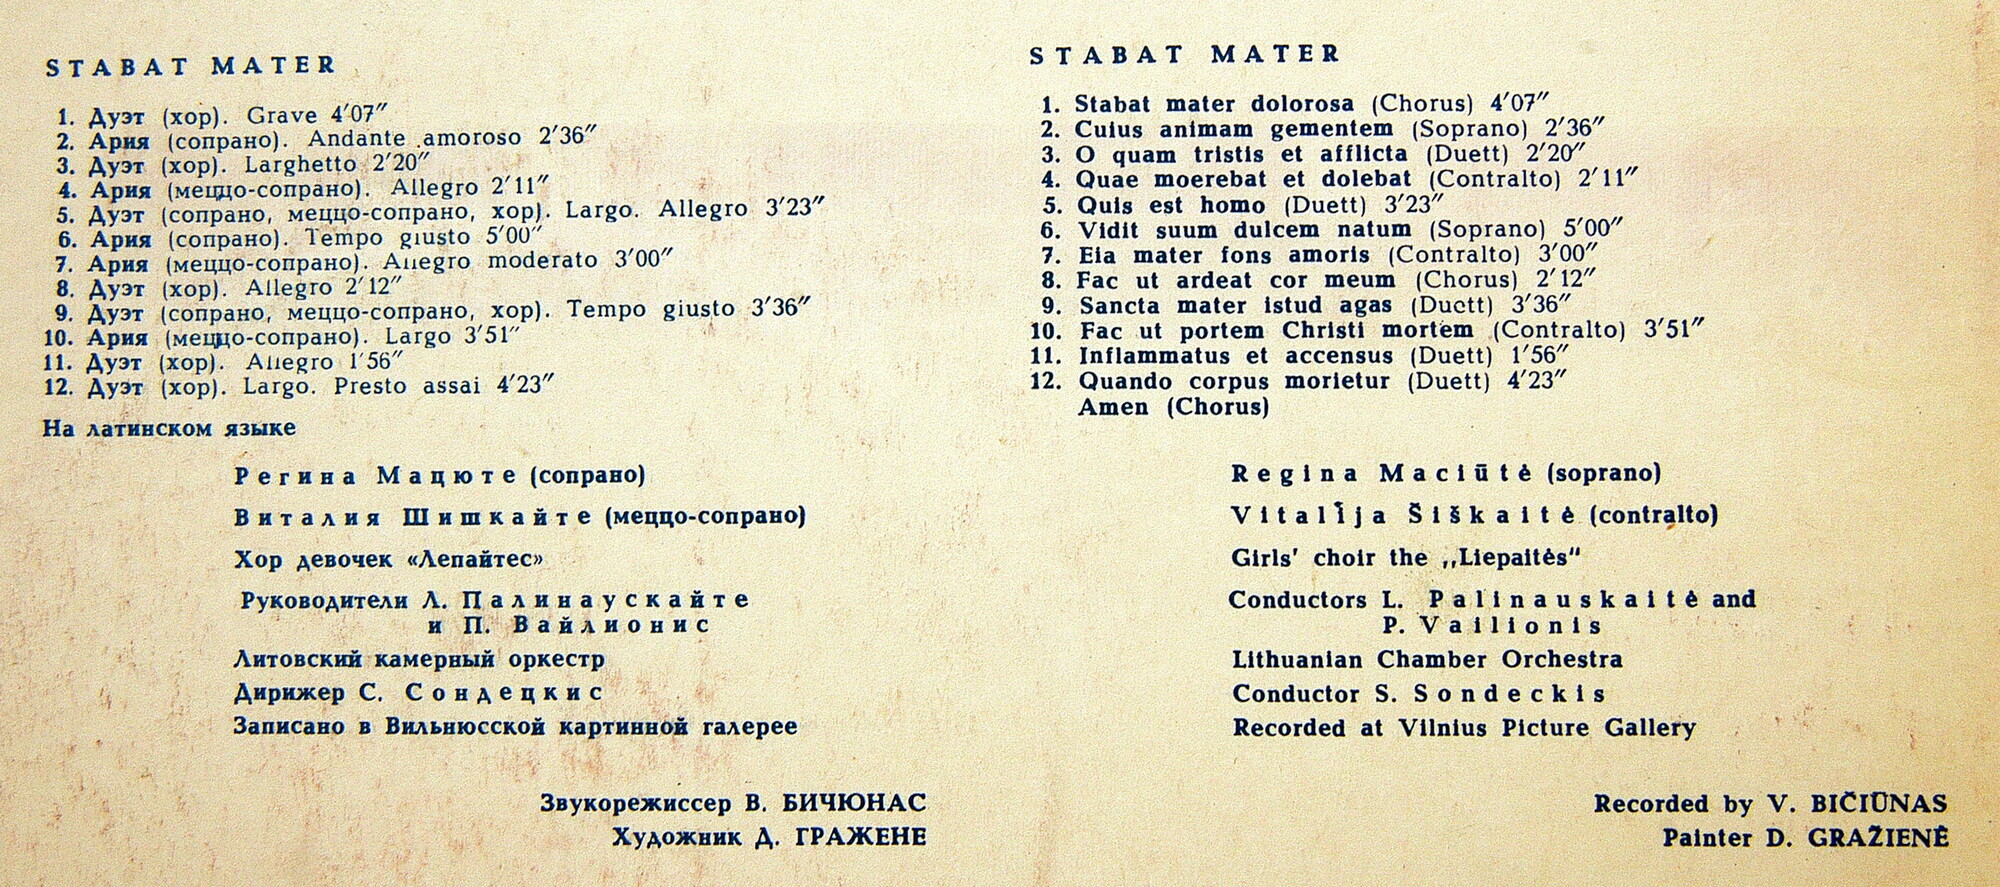 STABAT MATER
1. Дуэт (хор). Grave 4′07″
2. Ария (сопрано). Andante amoroso 2′36″
3. Дуэт (хор). Larghetto 2′20″
4. Ария (меццо-сопрано). Allegro 2′11″
5. Дуэт (сопрано, меццо-сопрано, хор). Largo. Allegro 3′23″
6. Ария (сопрано). Tempo giusto 5′00″
7. Ария (меццо-сопрано). Allegro moderato 3′00″
8. Дуэт (хор). Allegro 2′12″
9. Дуэт (сопрано, меццо-сопрано, хор). Tempo giusto 3′36″
10. Ария (меццо-сопрано). Largo 3′51″
11. Дуэт (хор). Allegro 1′56″
12. Дуэт (хор). Largo. Presto assai 4′23″
На латинском языке
Регина Мацюте (сопрано)
Виталия Шишкайте (меццо-сопрано)
Хор девочек «Лепайтес»
Руководители Л. Палинаускайте
и П. Вайлионис
Литовский камерный оркестр
Дирижер С. Сондецкис
Записано в Вильнюсской картинной галерее
Звукорежиссер В. БИЧЮНАС
Художник Д. ГРАЖЕНЕ
STABAT MATER
1. Stabat mater dolorosa (Chorus) 4′07″
2. Cuius animam gementem (Soprano) 2′36″
3. O quam tristis et afflicta (Duett) 2′20″
4. Quae moerebat et dolebat (Contralto) 2′11″
5. Quis est homo (Duett) 3′23″
6. Vidit suum dulcem natum (Soprano) 5′00″
7. Eia mater fons amoris (Contralto) 3′00″
8. Fac ut ardeat cor meum (Chorus) 2′12″
9. Sancta mater istud agas (Duett) 3′36″
10. Fac ut portem Christi mortem (Contralto) 3′51″
11. Inflammatus et accensus (Duett) 1′56″
12. Quando corpus morietur (Duett) 4′23″
Amen (Chorus)
Regina Maciūtė (soprano)
Vitalija Šiškaitė (contralto)
Girls' choir the „Liepaitės"
Conductors L. Palinauskaitė and
P. Vailionis
Lithuanian Chamber Orchestra
Conductor S. Sondeckis
Recorded at Vilnius Picture Gallery
Recorded by V. BIČIŪNAS
Painter D. GRAŽIENĖ